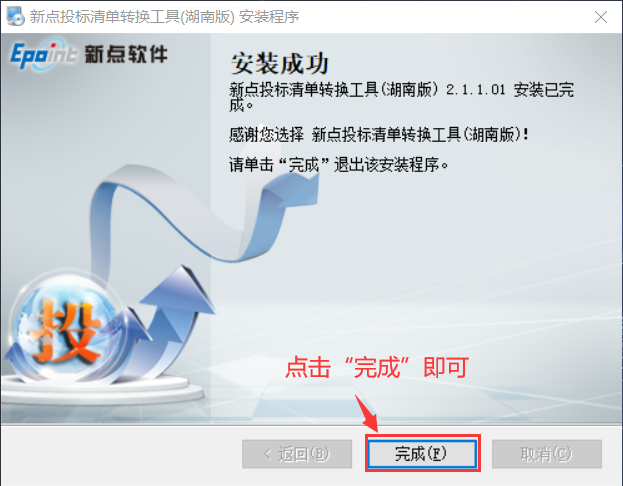 新点投标清单转换工具(湖南版) 安装程序
Epoint 新点软件
安装成功
新点投标清单转换工具(湖南版) 2.1.1.01 安装已完
成。
感谢您选择 新点投标清单转换工具(湖南版)!
请单击“完成”退出该安装程序。
投
点击“完成”即可
< 返回(B) 完成(F) 取消(C)